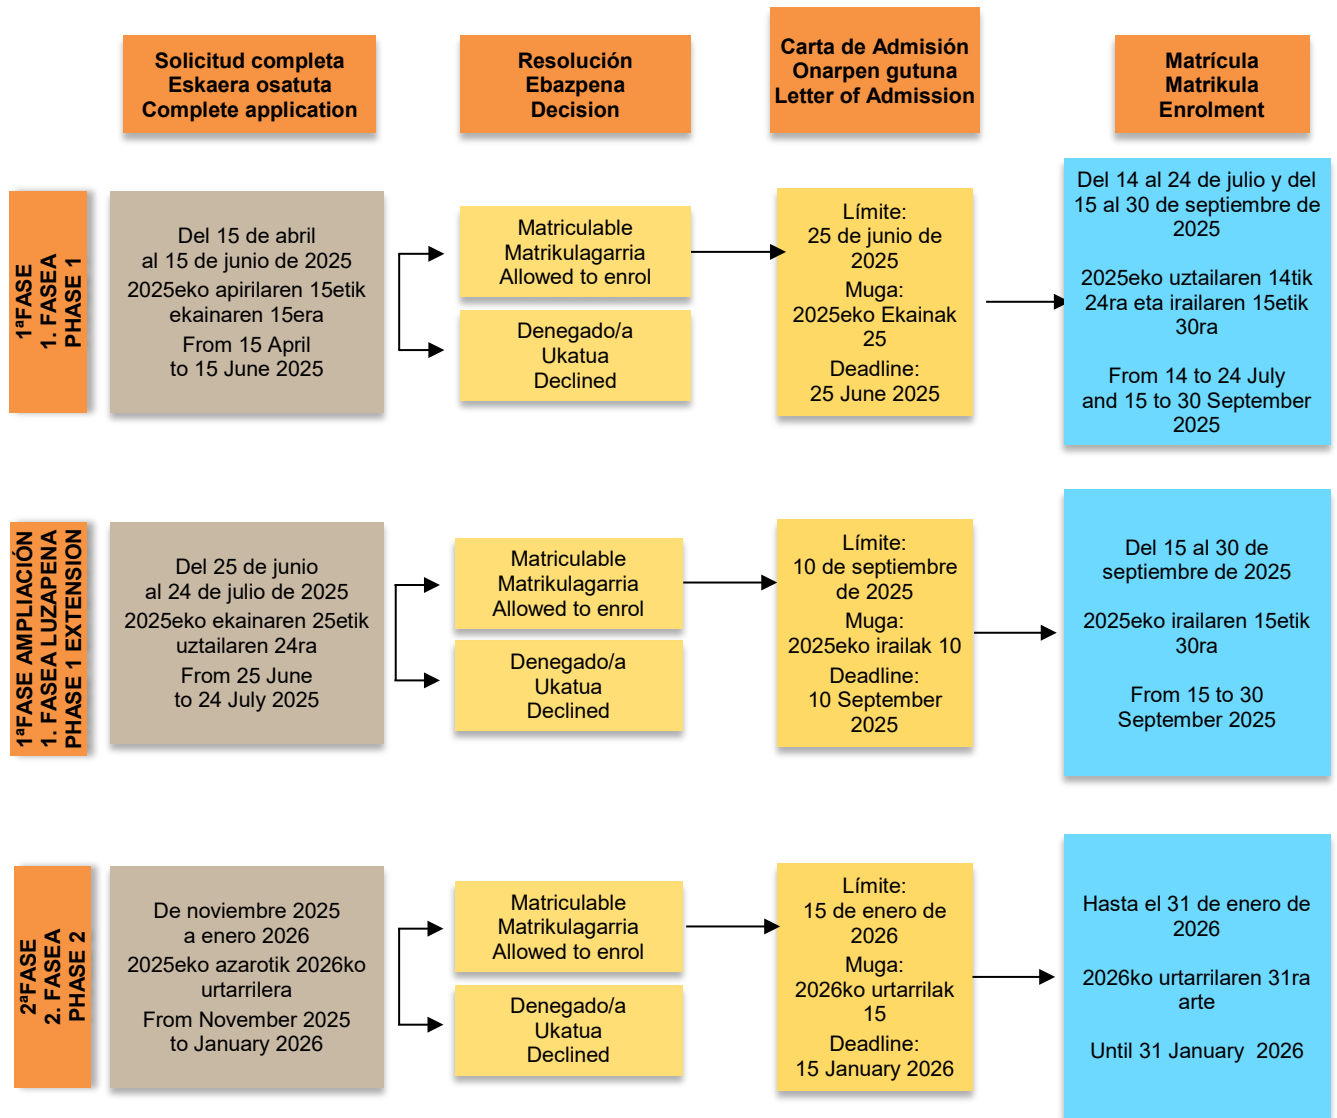 Solicitud completa
Eskaera osatuta
Complete application
Resolución
Ebazpena
Decision
Carta de Admisión
Onarpen gutuna
Letter of Admission
Matrícula
Matrikula
Enrolment
1ªFASE
1. FASEA
PHASE 1
Del 15 de abril
al 15 de junio de 2025
2025eko apirilaren 15etik
ekainaren 15era
From 15 April
to 15 June 2025
Matriculable
Matrikulagarria
Allowed to enrol
Denegado/a
Ukatua
Declined
Límite:
25 de junio de
2025
Muga:
2025eko Ekainak
25
Deadline:
25 June 2025
Del 14 al 24 de julio y del
15 al 30 de septiembre de
2025
2025eko uztailaren 14tik
24ra eta irailaren 15etik
30ra
From 14 to 24 July
and 15 to 30 September
2025
1ªFASE AMPLIACIÓN
1. FASEA LUZAPENA
PHASE 1 EXTENSION
Del 25 de junio
al 24 de julio de 2025
2025eko ekainaren 25etik
uztailaren 24ra
From 25 June
to 24 July 2025
Matriculable
Matrikulagarria
Allowed to enrol
Denegado/a
Ukatua
Declined
Límite:
10 de septiembre
de 2025
Muga:
2025eko irailak 10
Deadline:
10 September
2025
Del 15 al 30 de
septiembre de 2025
2025eko irailaren 15etik
30ra
From 15 to 30
September 2025
2ªFASE
2. FASEA
PHASE 2
De noviembre 2025
a enero 2026
2025eko azarotik 2026ko
urtarrilera
From November 2025
to January 2026
Matriculable
Matrikulagarria
Allowed to enrol
Denegado/a
Ukatua
Declined
Límite:
15 de enero de
2026
Muga:
2026ko urtarrilak
15
Deadline:
15 January 2026
Hasta el 31 de enero de
2026
2026ko urtarrilaren 31ra
arte
Until 31 January 2026